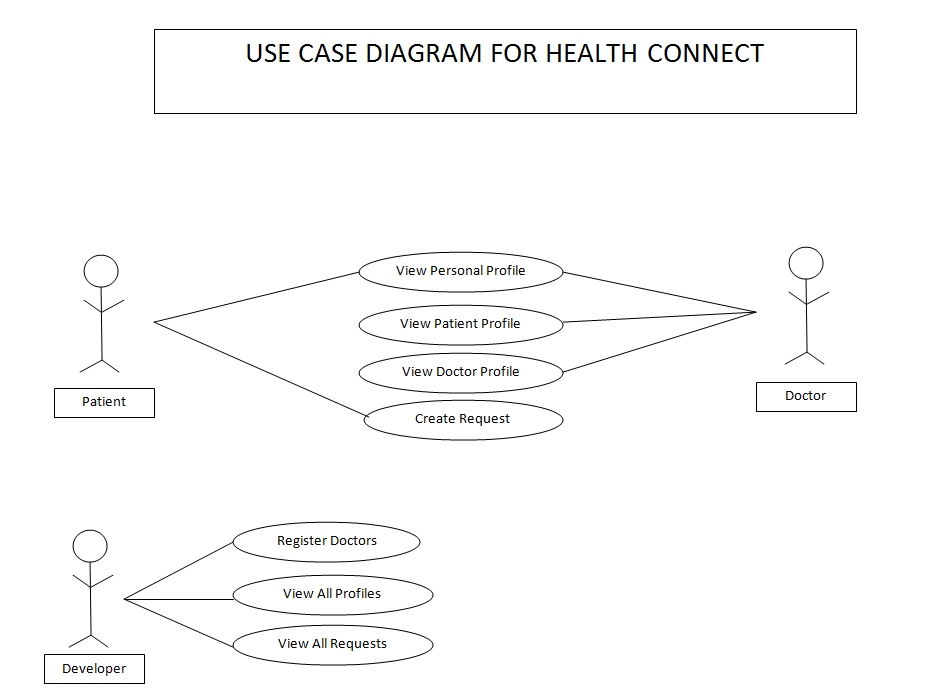 USE CASE DIAGRAM FOR HEALTH CONNECT
View Personal Profile
View Patient Profile
View Doctor Profile
Create Request
Patient
Doctor
Register Doctors
View All Profiles
View All Requests
Developer